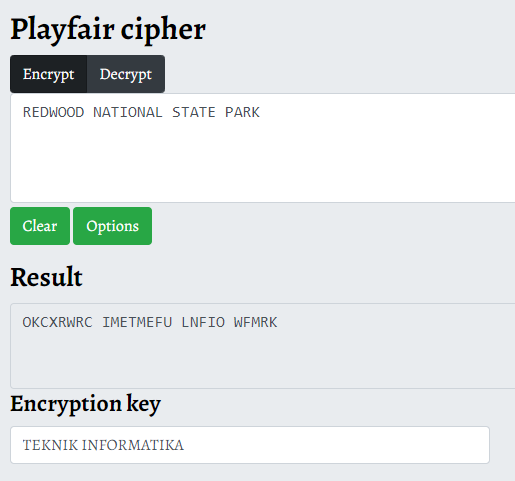 Playfair cipher
Encrypt Decrypt
REDWOOD NATIONAL STATE PARK
Clear Options
Result
OKCXRWRC IMETMEFU LNFIO WFMRK
Encryption key
TEKNIK INFORMATIKA